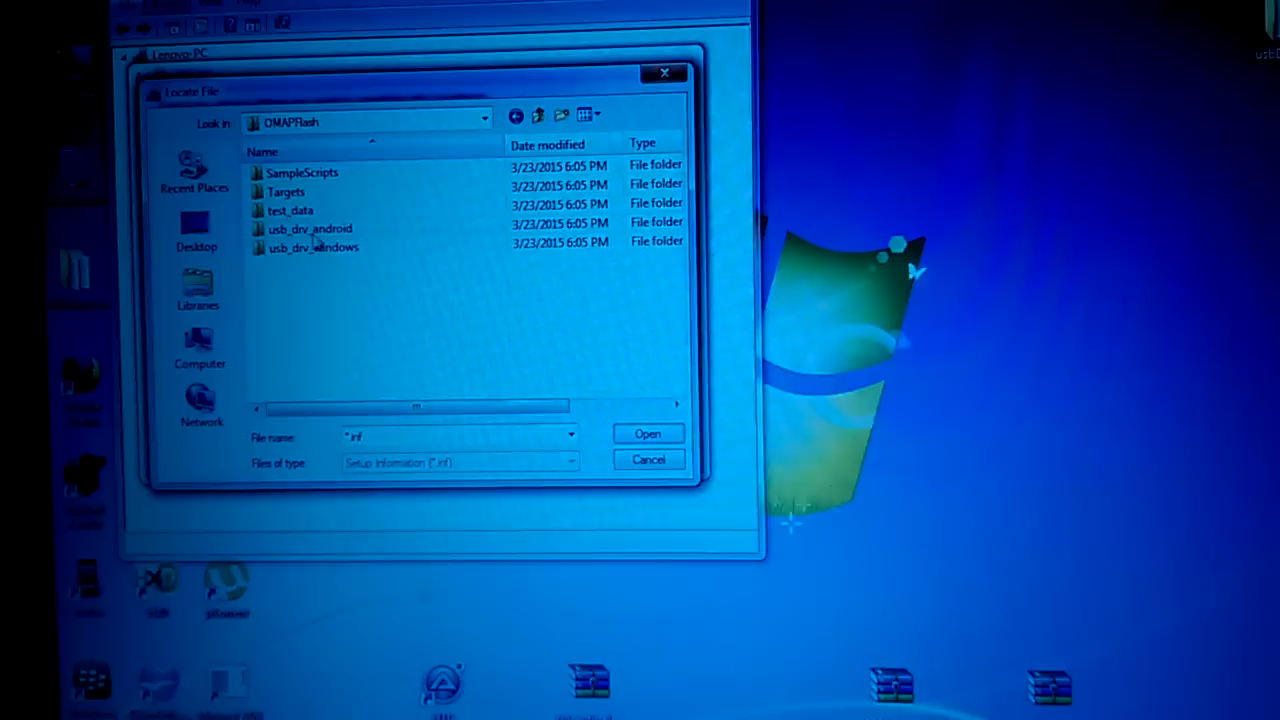 Help
Lenovo-PC
Locate File
Look in:
OMAPFlash
Name
Date modified
Type
SampleScripts
3/23/2015 6:05 PM
File folder
Targets
3/23/2015 6:05 PM
File folder
test_data
3/23/2015 6:05 PM
File folder
usb_drv_android
3/23/2015 6:05 PM
File folder
usb_drv_windows
3/23/2015 6:05 PM
File folder
Recent Places
Desktop
Libraries
Computer
Network
File name:
*.inf
Open
Files of type:
Setup Information (*.inf)
Cancel